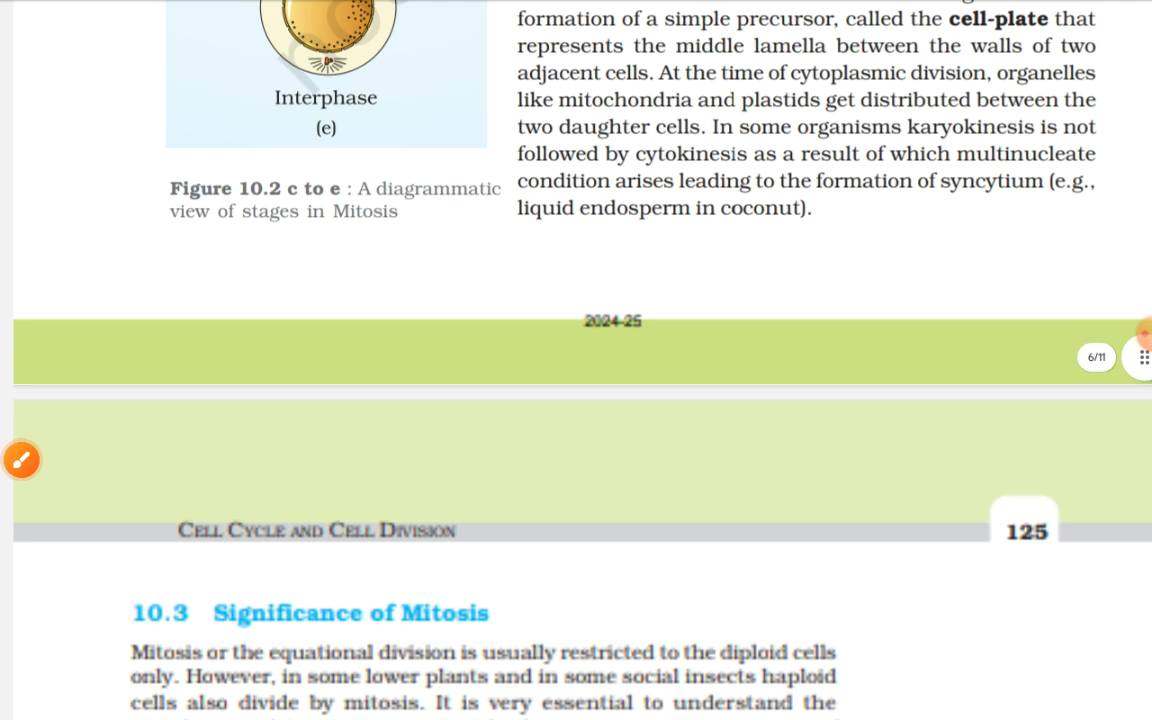 Interphase
(e)
Figure 10.2 c to e : A diagrammatic
view of stages in Mitosis
formation of a simple precursor, called the cell-plate that
represents the middle lamella between the walls of two
adjacent cells. At the time of cytoplasmic division, organelles
like mitochondria and plastids get distributed between the
two daughter cells. In some organisms karyokinesis is not
followed by cytokinesis as a result of which multinucleate
condition arises leading to the formation of syncytium (e.g.,
liquid endosperm in coconut).
2024-25
6/11
CELL CYCLE AND CELL DIVISION
125
10.3 Significance of Mitosis
Mitosis or the equational division is usually restricted to the diploid cells
only. However, in some lower plants and in some social insects haploid
cells also divide by mitosis. It is very essential to understand the